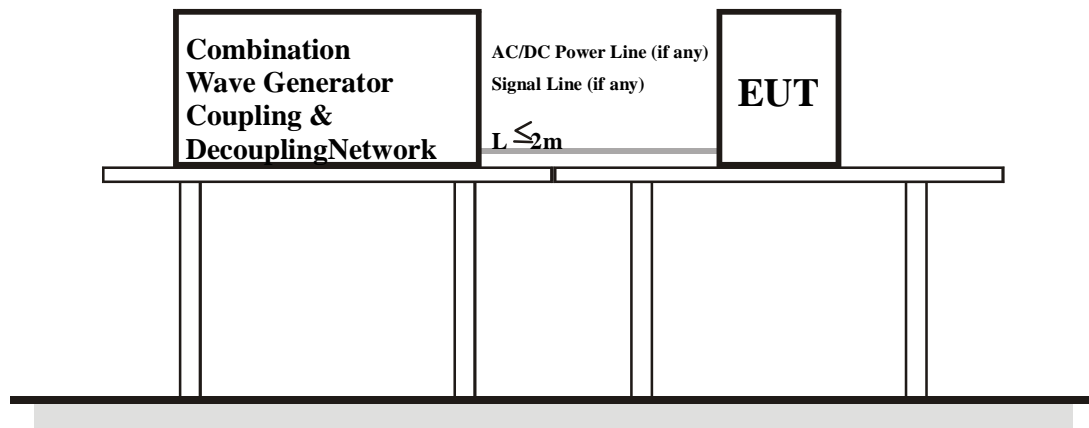 Combination
Wave Generator
Coupling &
DecouplingNetwork
AC/DC Power Line (if any)
Signal Line (if any)
L ≤2m
EUT